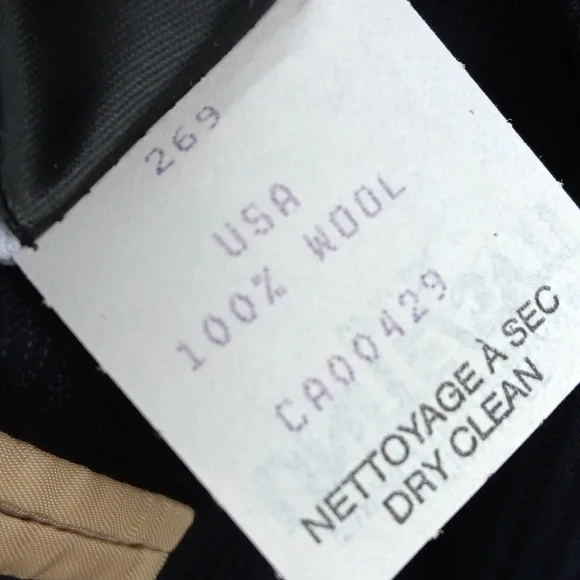 269
USA
100% WOOL
CA00429
NETTOYAGE À SEC
DRY CLEAN